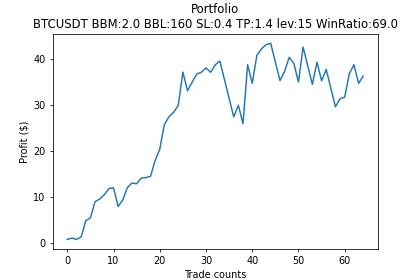 Portfolio
BTCUSDT BBM:2.0 BBL:160 SL:0.4 TP:1.4 lev:15 WinRatio:69.0
40
30
20
10
0
Profit ($)
0 10 20 30 40 50 60
Trade counts